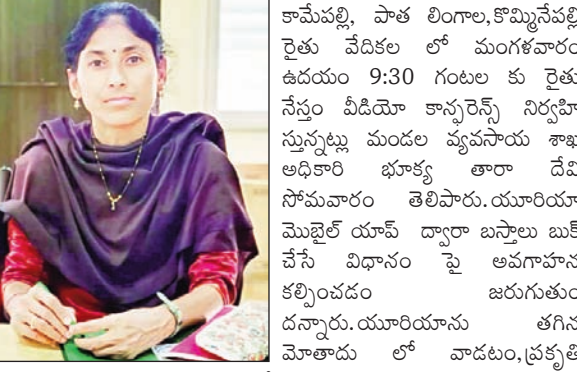 కామేపల్లి, పాత లింగాల,కొమ్మినేపల్లి
రైతు వేదికల లో మంగళవారం
ఉదయం 9:30 గంటల కు రైతు
నేస్తం వీడియో కాన్ఫరెన్స్ నిర్వహి
స్తున్నట్లు మండల వ్యవసాయ శాఖ
అధికారి భూక్య తారా దేవి
సోమవారం తెలిపారు.యూరియా
మొబైల్ యాప్ ద్వారా బస్తాలు బుక్
చేసే విధానం పై అవగాహన
కల్పించడం జరుగుతుం
దన్నారు.యూరియాను తగిన
మోతాదు లో వాడటం,ప్రకృతి